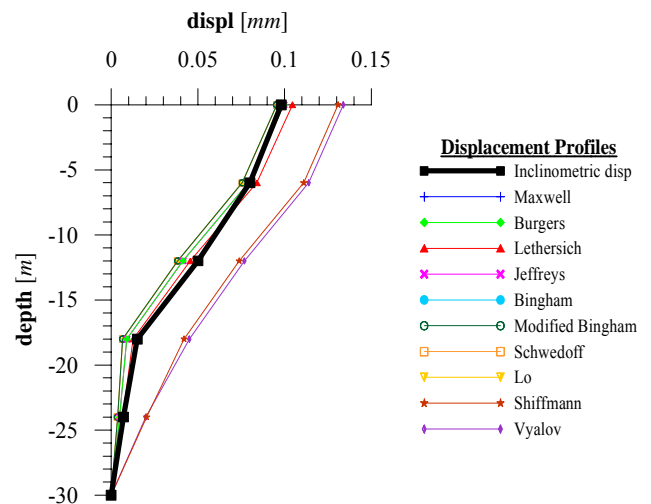 displ [mm]
0 0.05 0.1 0.15
0
-5
-10
-15
-20
-25
-30
depth [m]
Displacement Profiles
Inclinometric disp
Maxwell
Burgers
Lethersich
Jeffreys
Bingham
Modified Bingham
Schwedoff
Lo
Shiffmann
Vyalov